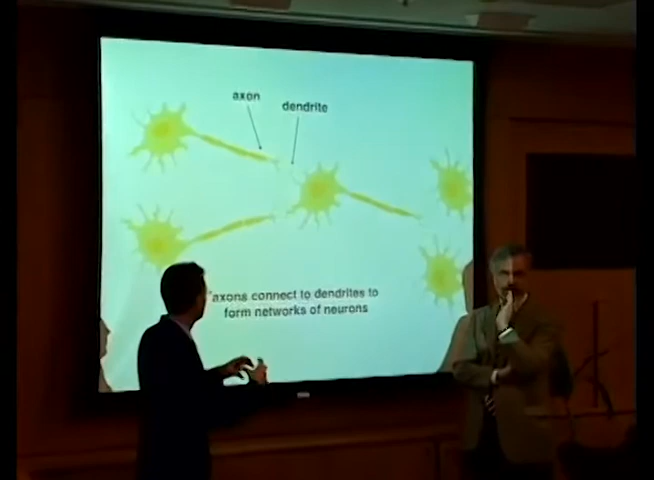 axon
dendrite
axons connect to dendrites to
form networks of neurons